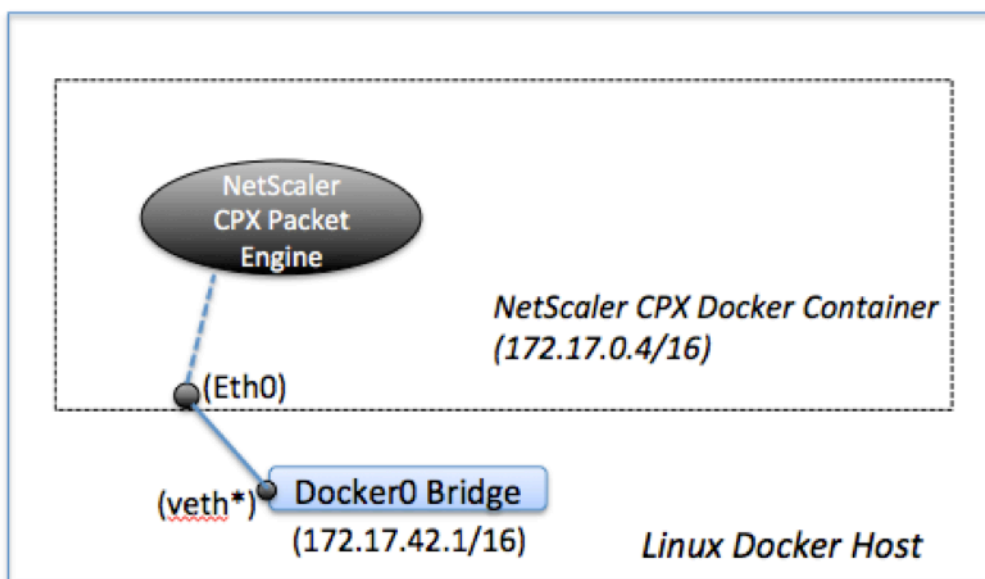 NetScaler
CPX Packet
Engine
NetScaler CPX Docker Container
(172.17.0.4/16)
(Eth0)
(veth*)
Docker0 Bridge
(172.17.42.1/16)
Linux Docker Host